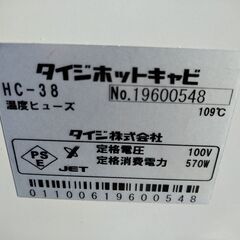 タイジホットキャビ
HC-38
No.19600548
温度ヒューズ
109℃
タイジ株式会社
PSE
JET
定格電圧 100V
定格消費電力 570W
0110061960 0548